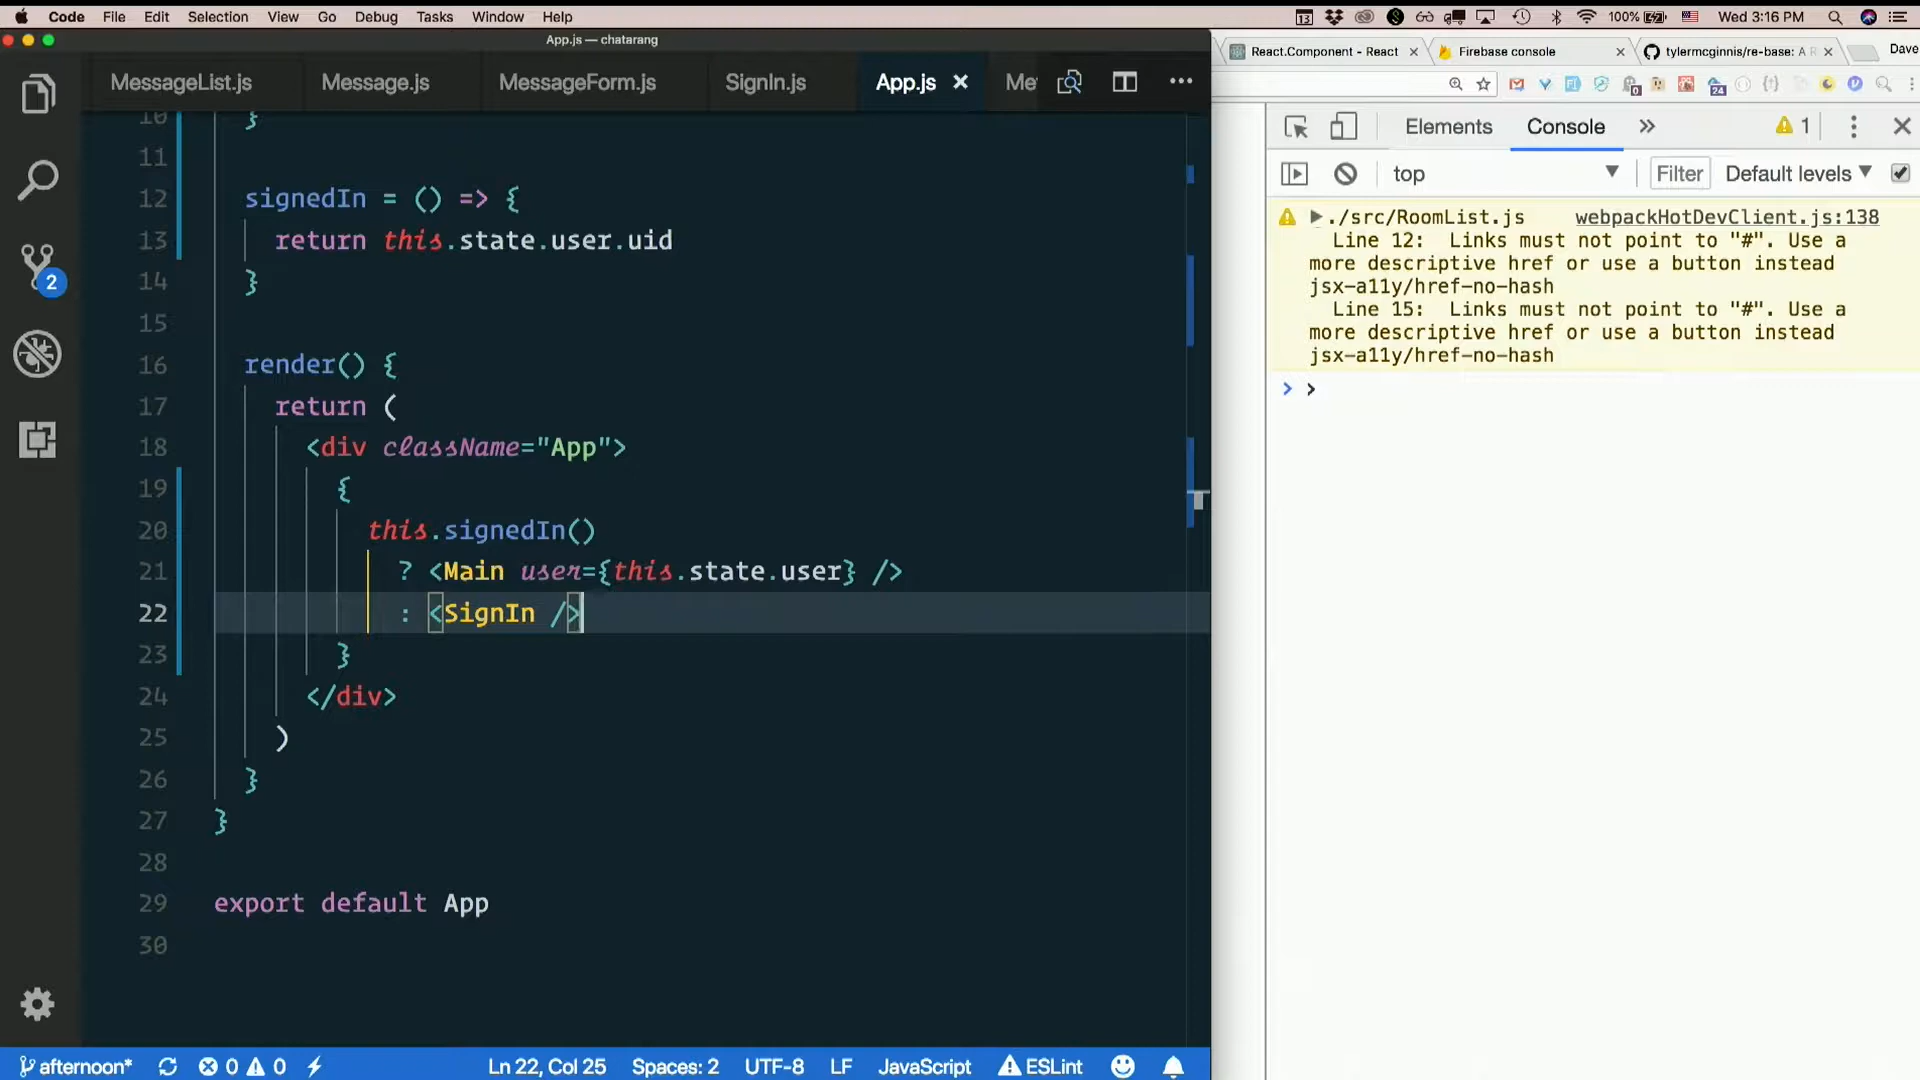 Code File Edit Selection View Go Debug Tasks Window Help
13 100% Wed 3:16 PM
App.js — chatarang
React.Component - React
Firebase console
tylermcginnis/re-base: A R
Dave
MessageList.js Message.js MessageForm.js SignIn.js App.js
24
10 }
11
12 signedIn = () => {
13 return this.state.user.uid
14 }
15
16 render() {
17 return (
18 <div className="App">
19 {
20 this.signedIn()
21 ? <Main user={this.state.user} />
22 : <SignIn />
23 }
24 </div>
25 )
26 }
27 }
28
29 export default App
30
2
Elements Console 1
top Filter Default levels
./src/RoomList.js webpackHotDevClient.js:138
Line 12: Links must not point to "#". Use a
more descriptive href or use a button instead
jsx-a11y/href-no-hash
Line 15: Links must not point to "#". Use a
more descriptive href or use a button instead
jsx-a11y/href-no-hash
> >
afternoon* 0 0 Ln 22, Col 25 Spaces: 2 UTF-8 LF JavaScript ESLint